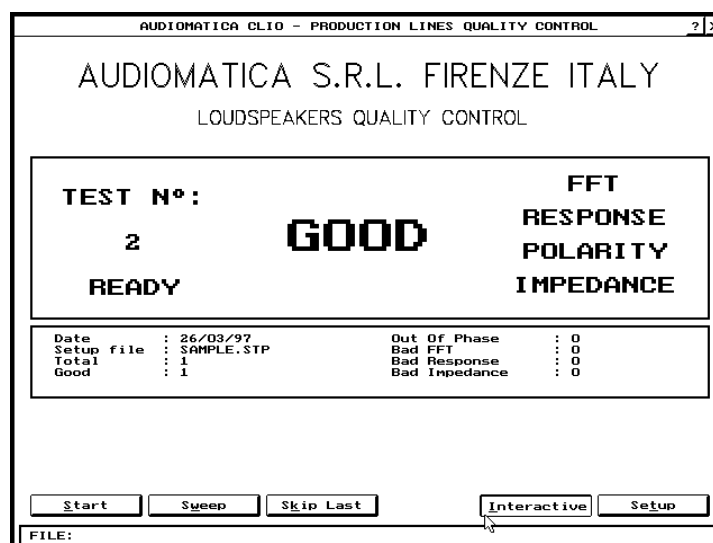 AUDIOMATICA CLIO - PRODUCTION LINES QUALITY CONTROL ?
AUDIOMATICA S.R.L. FIRENZE ITALY
LOUDSPEAKERS QUALITY CONTROL
TEST Nº:
2
READY
GOOD
FFT
RESPONSE
POLARITY
IMPEDANCE
Date : 26/03/97
Setup file : SAMPLE.STP
Total : 1
Good : 1
Out Of Phase : 0
Bad FFT : 0
Bad Response : 0
Bad Impedance : 0
Start Sweep Skip Last Interactive Setup
FILE: